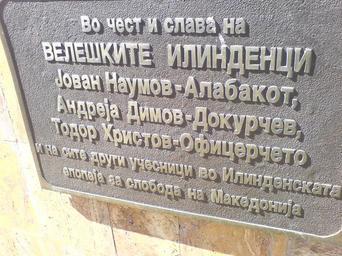 Во чест и слава на
ВЕЛЕШКИТЕ ИЛИНДЕНЦИ
Јован Наумов-Алабакот,
Андреја Димов-Докурчев,
Тодор Христов-Офицерчето
и на сите други учесници во Илинденската
епопеја за слобода на Македонија